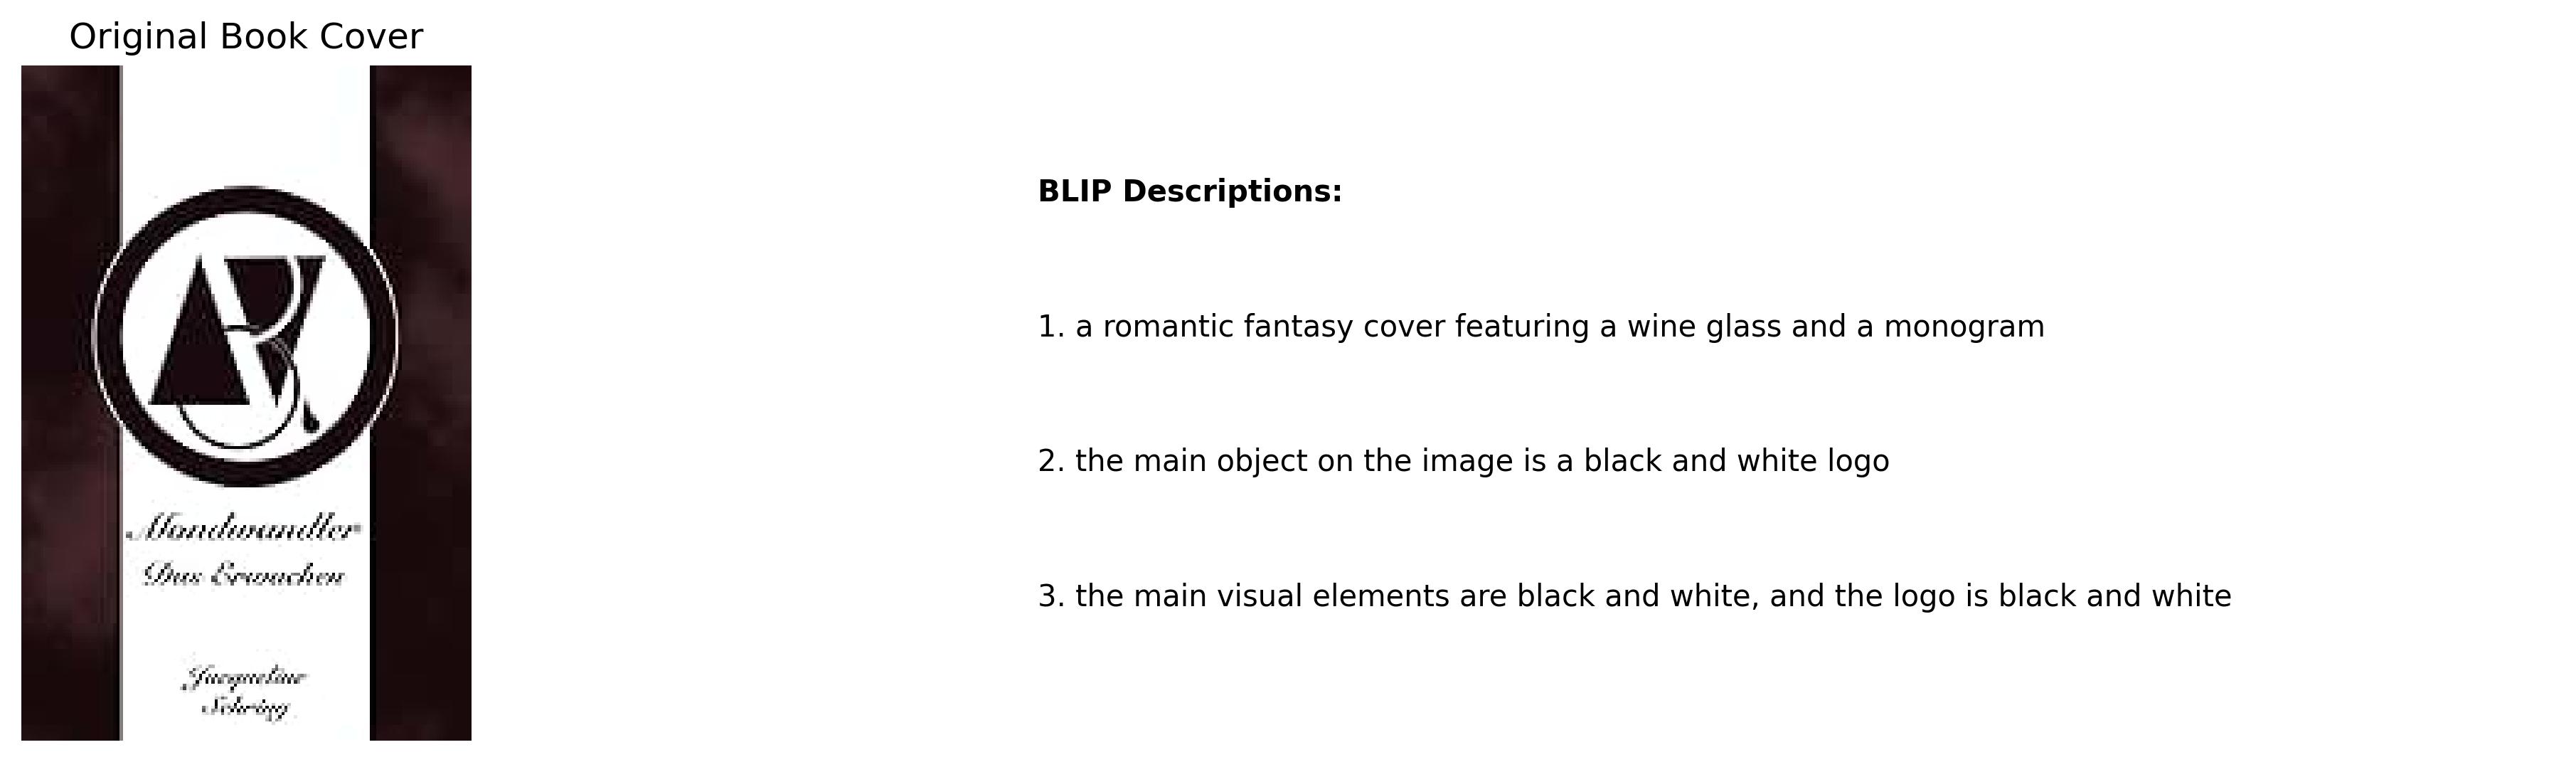 Original Book Cover
Mondwandler
Das Erwachen
Jacqueline
BLIP Descriptions:
1. a romantic fantasy cover featuring a wine glass and a monogram
2. the main object on the image is a black and white logo
3. the main visual elements are black and white, and the logo is black and white